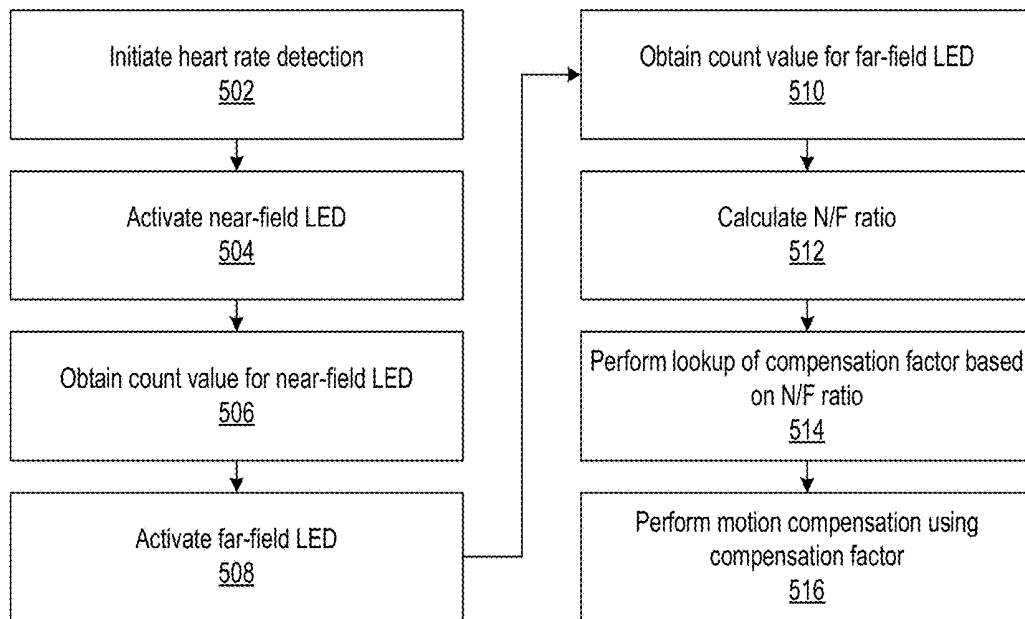 Initiate heart rate detection
502
Activate near-field LED
504
Obtain count value for near-field LED
506
Activate far-field LED
508
Obtain count value for far-field LED
510
Calculate N/F ratio
512
Perform lookup of compensation factor based
on N/F ratio
514
Perform motion compensation using
compensation factor
516